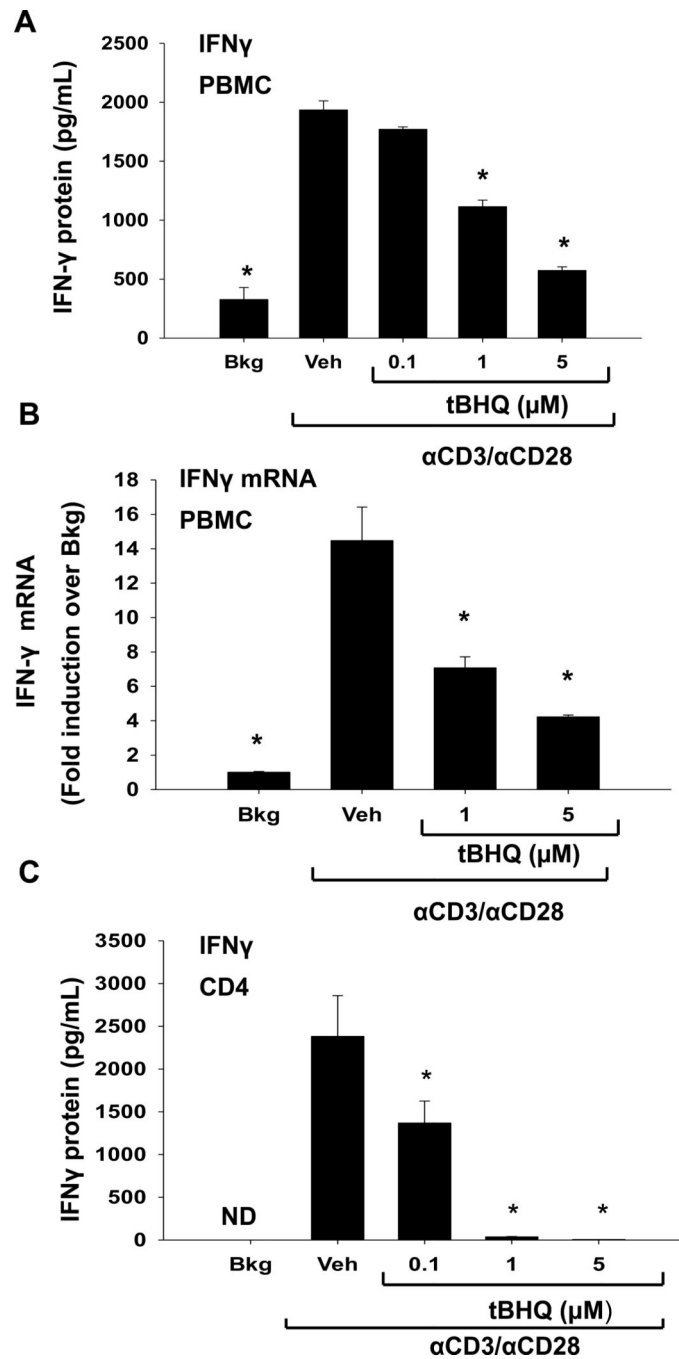 A
IFNγ
PBMC
IFN-γ protein (pg/mL)
2500
2000
1500
1000
500
0
*
*
*
Bkg Veh 0.1 1 5
tBHQ (µM)
αCD3/αCD28
B
IFNγ mRNA
PBMC
IFN-γ mRNA
(Fold induction over Bkg)
18
16
14
12
10
8
6
4
2
0
*
*
*
Bkg Veh 1 5
tBHQ (µM)
αCD3/αCD28
C
IFNγ
CD4
IFNγ protein (pg/mL)
3500
3000
2500
2000
1500
1000
500
0
ND
*
* *
Bkg Veh 0.1 1 5
tBHQ (µM)
αCD3/αCD28